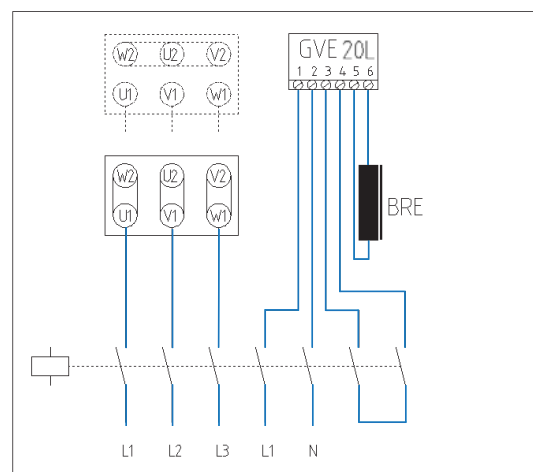 W2 U2 V2
U1 V1 W1
GVE 20L
1 2 3 4 5 6
W2 U2 V2
U1 V1 W1
BRE
L1 L2 L3 L1 N